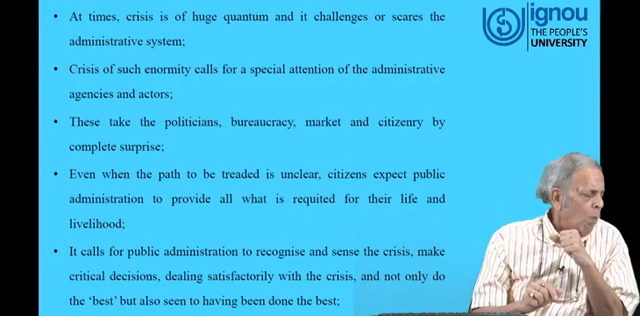 At times, crisis is of huge quantum and it challenges or scares the
administrative system;
Crisis of such enormity calls for a special attention of the administrative
agencies and actors;
These take the politicians, bureaucracy, market and citizenry by
complete surprise;
Even when the path to be treaded is unclear, citizens expect public
administration to provide all what is requited for their life and
livelihood;
It calls for public administration to recognise and sense the crisis, make
critical decisions, dealing satisfactorily with the crisis, and not only do
the 'best' but also seen to having been done the best;
ignou
THE PEOPLE'S
UNIVERSITY